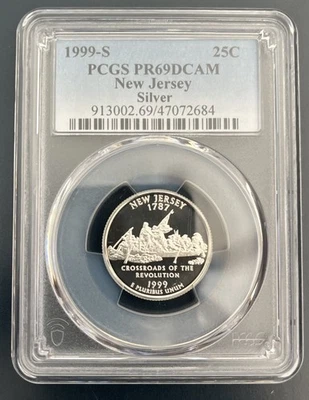 1999-S 25C
PCGS PR69DCAM
New Jersey
Silver
913002.69/47072684
NEW JERSEY
1787
CROSSROADS OF THE
REVOLUTION
1999
E PLURIBUS UNUM